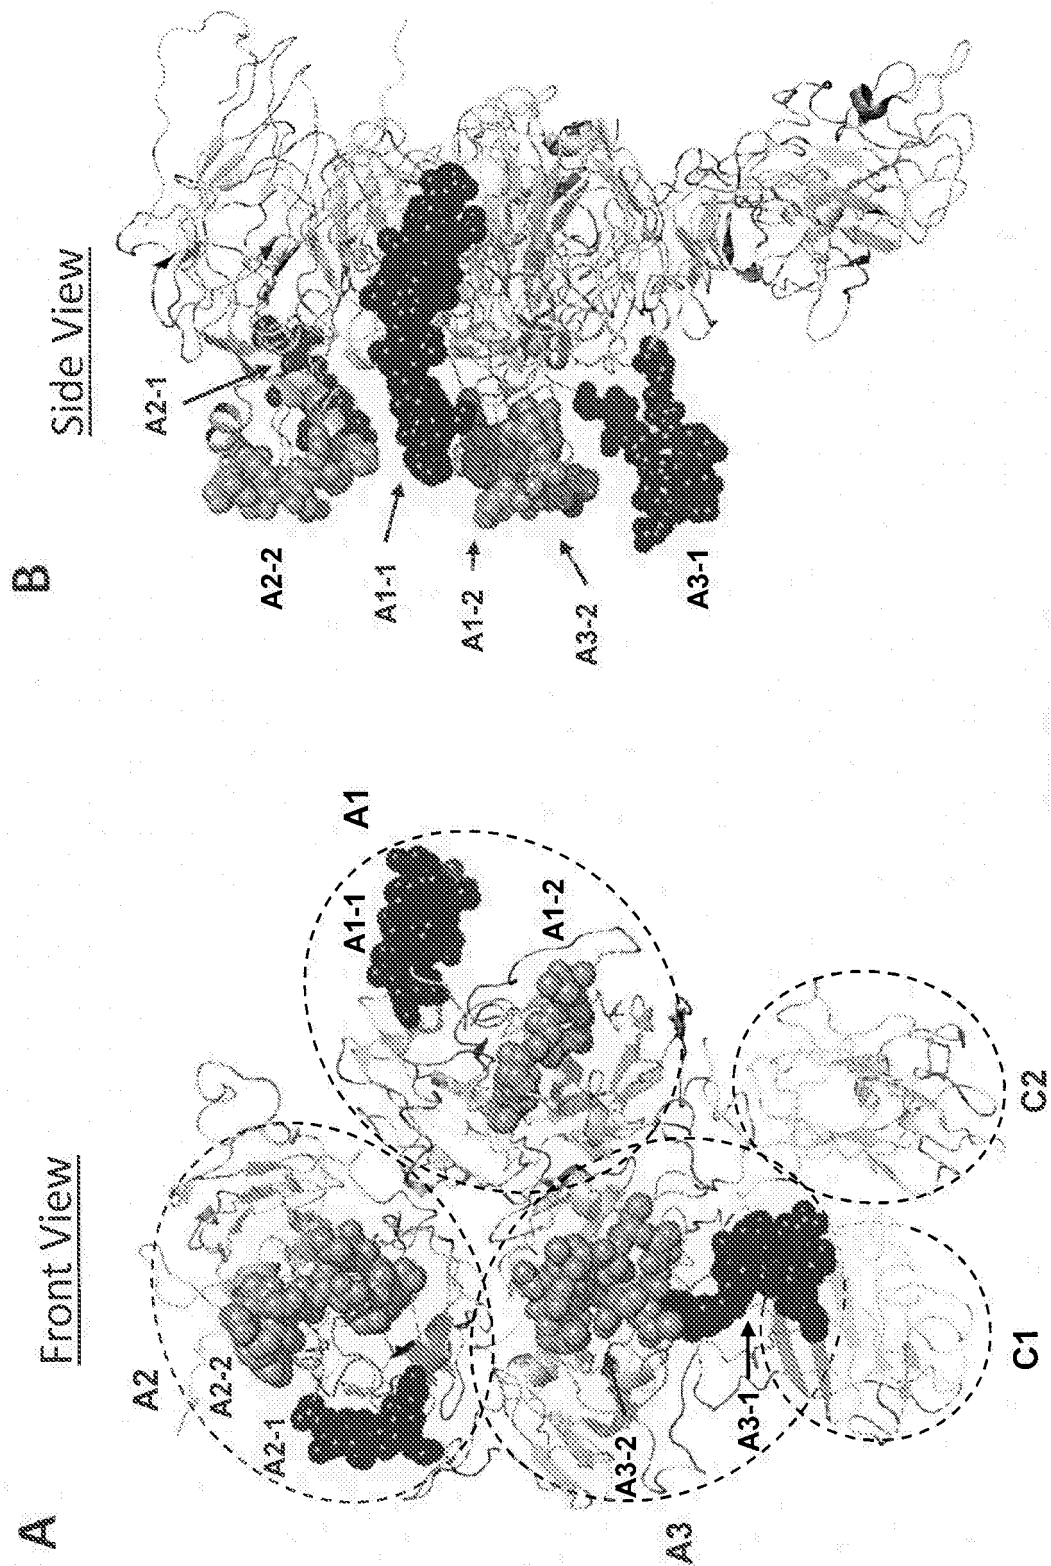 A
Front View
A2
A2-2
A2-1
A1
A1-1
A1-2
A3-2
A3-1
A3
C1
C2
B
Side View
A2-1
A2-2
A1-1
A1-2
A3-2
A3-1